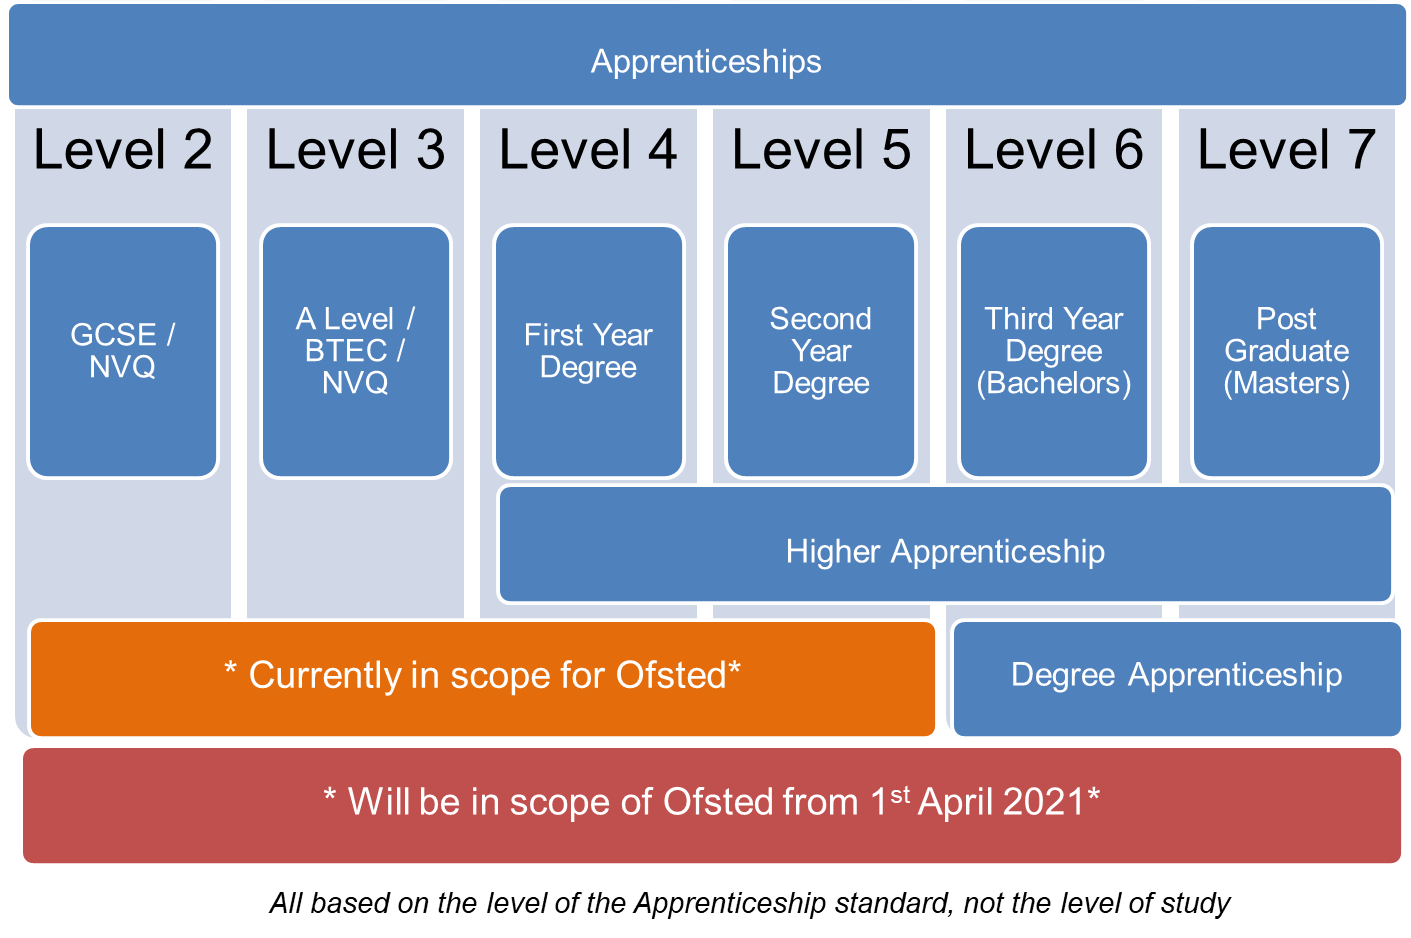 Apprenticeships
Level 2
Level 3
Level 4
Level 5
Level 6
Level 7
GCSE /
NVQ
A Level /
BTEC /
NVQ
First Year
Degree
Second
Year
Degree
Third Year
Degree
(Bachelors)
Post
Graduate
(Masters)
Higher Apprenticeship
* Currently in scope for Ofsted*
Degree Apprenticeship
* Will be in scope of Ofsted from 1st April 2021*
All based on the level of the Apprenticeship standard, not the level of study